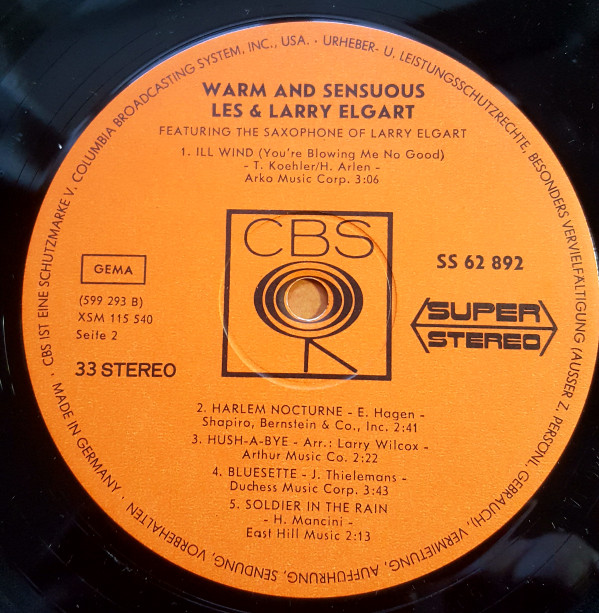 CBS IST EINE SCHUTZMARKE V. COLUMBIA BROADCASTING SYSTEM, INC., USA. · URHEBER- U. LEISTUNGSSCHUTZRECHTE, BESONDERS VERVIELFÄLTIGUNG (AUSSER Z. PERSÖNL. GEBRAUCH), VERMIETUNG, AUFFÜHRUNG, SENDUNG, VORBEHALTEN · MADE IN GERMANY ·
WARM AND SENSUOUS
LES & LARRY ELGART
FEATURING THE SAXOPHONE OF LARRY ELGART
1. ILL WIND (You're Blowing Me No Good)
- T. Koehler/H. Arlen -
Arko Music Corp. 3:06
CBS
GEMA
SS 62 892
(599 293 B)
XSM 115 540
Seite 2
SUPER
STEREO
33 STEREO
2. HARLEM NOCTURNE - E. Hagen -
Shapiro, Bernstein & Co., Inc. 2:41
3. HUSH-A-BYE - Arr.: Larry Wilcox -
Arthur Music Co. 2:22
4. BLUESETTE - J. Thielemans -
Duchess Music Corp. 3:43
5. SOLDIER IN THE RAIN
- H. Mancini -
East Hill Music 2:13